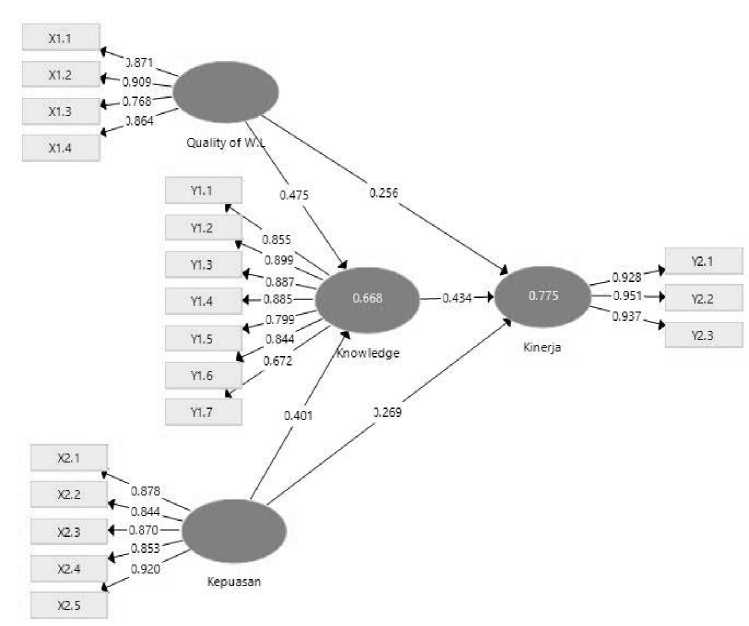 X1.1
X1.2
X1.3
X1.4
0.871
0.909
0.768
0.864
Quality of W.L
0.475
0.256
Y1.1
Y1.2
Y1.3
Y1.4
Y1.5
Y1.6
Y1.7
0.855
0.899
0.887
0.885
0.799
0.844
0.672
0.668
Knowledge
0.434
0.775
Kinerja
0.928
0.951
0.937
Y2.1
Y2.2
Y2.3
0.401
0.269
X2.1
X2.2
X2.3
X2.4
X2.5
0.878
0.844
0.870
0.853
0.920
Kepuasan